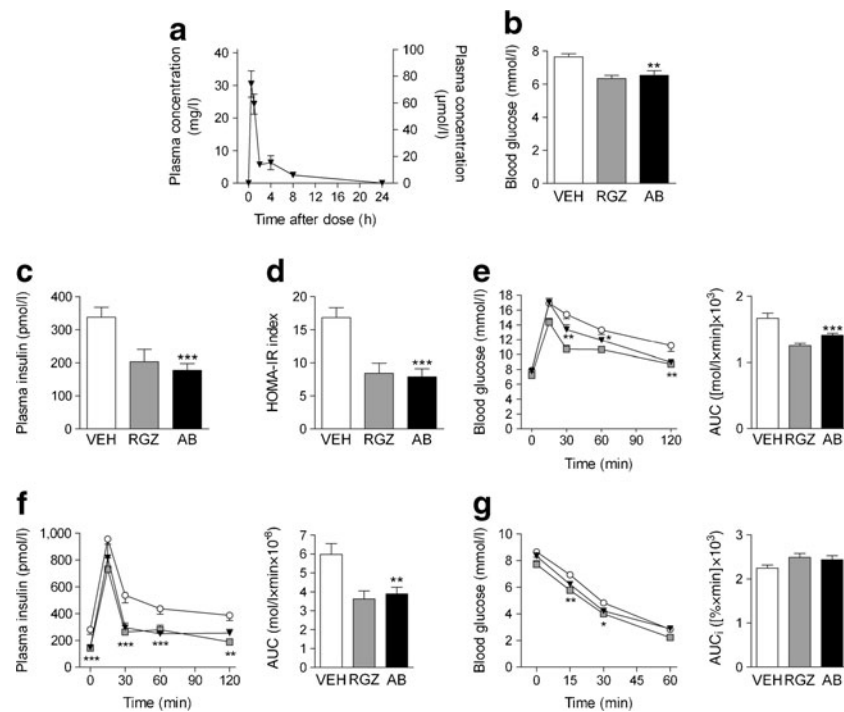 a
Plasma concentration (mg/l)
40
30
20
10
0
100
80
60
40
20
0
Plasma concentration (µmol/l)
0 4 8 12 16 20 24
Time after dose (h)
b
Blood glucose (mmol/l)
8
6
4
2
0
**
VEH RGZ AB
c
Plasma insulin (pmol/l)
400
300
200
100
0
***
VEH RGZ AB
d
HOMA-IR index
20
15
10
5
0
***
VEH RGZ AB
e
Blood glucose (mmol/l)
18
16
14
12
10
8
6
4
2
0
**
*
**
0 30 60 90 120
Time (min)
AUC ([mol/l×min]×10³)
2
1
0
***
VEH RGZ AB
f
Plasma insulin (pmol/l)
1,000
800
600
400
200
0
*** *** *** **
0 30 60 90 120
Time (min)
AUC (mol/l×min×10⁻⁸)
7
6
5
4
3
2
1
0
**
VEH RGZ AB
g
Blood glucose (mmol/l)
10
8
6
4
2
0
**
*
0 15 30 45 60
Time (min)
AUCᵢ ([%×min]×10³)
3
2
1
0
VEH RGZ AB